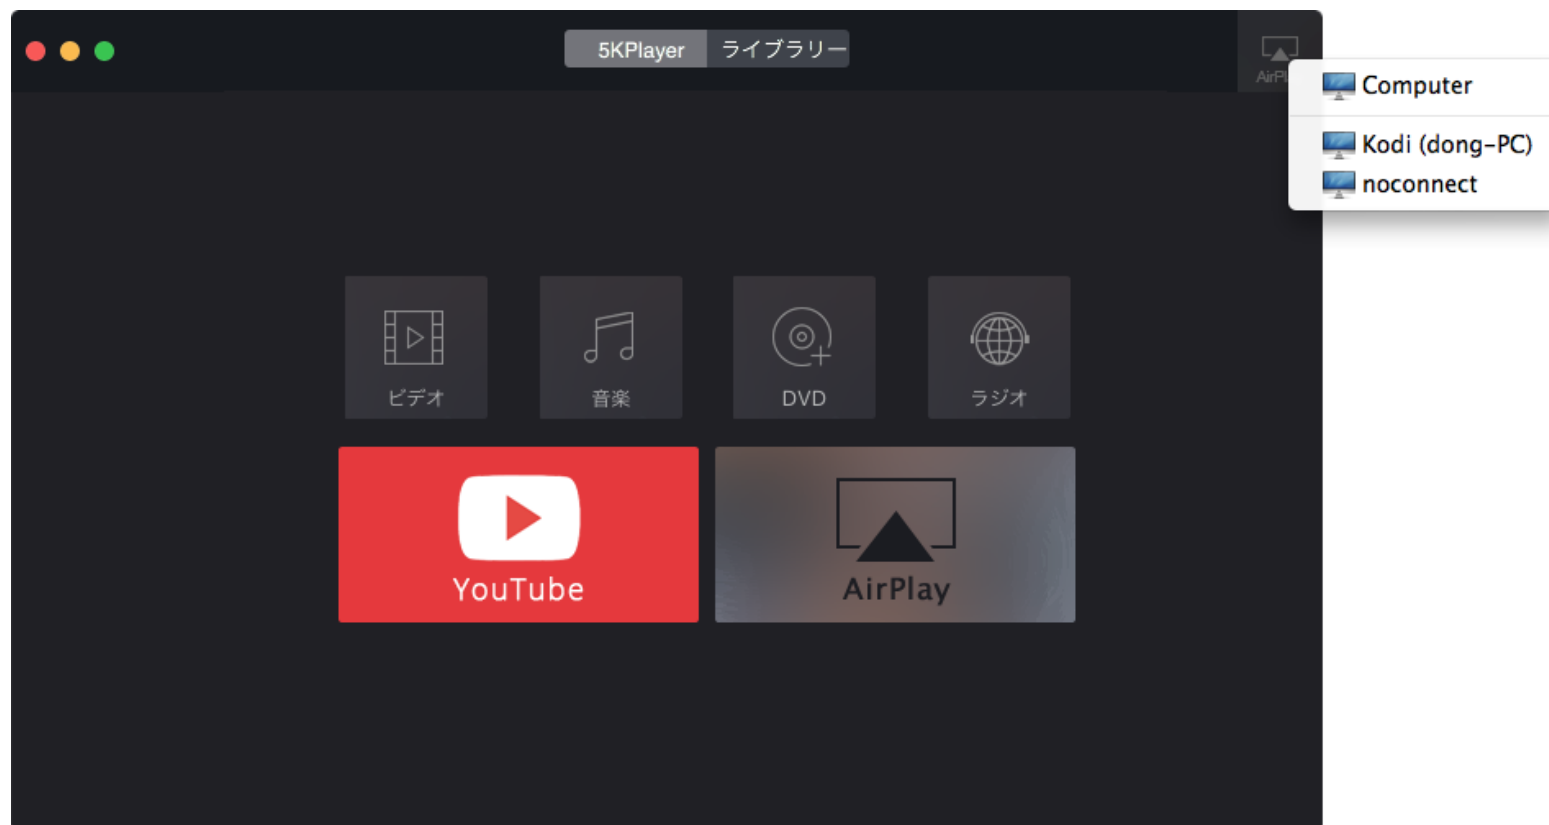 5KPlayer
ライブラリー
Computer
Kodi (dong-PC)
noconnect
ビデオ
音楽
DVD
ラジオ
YouTube
AirPlay